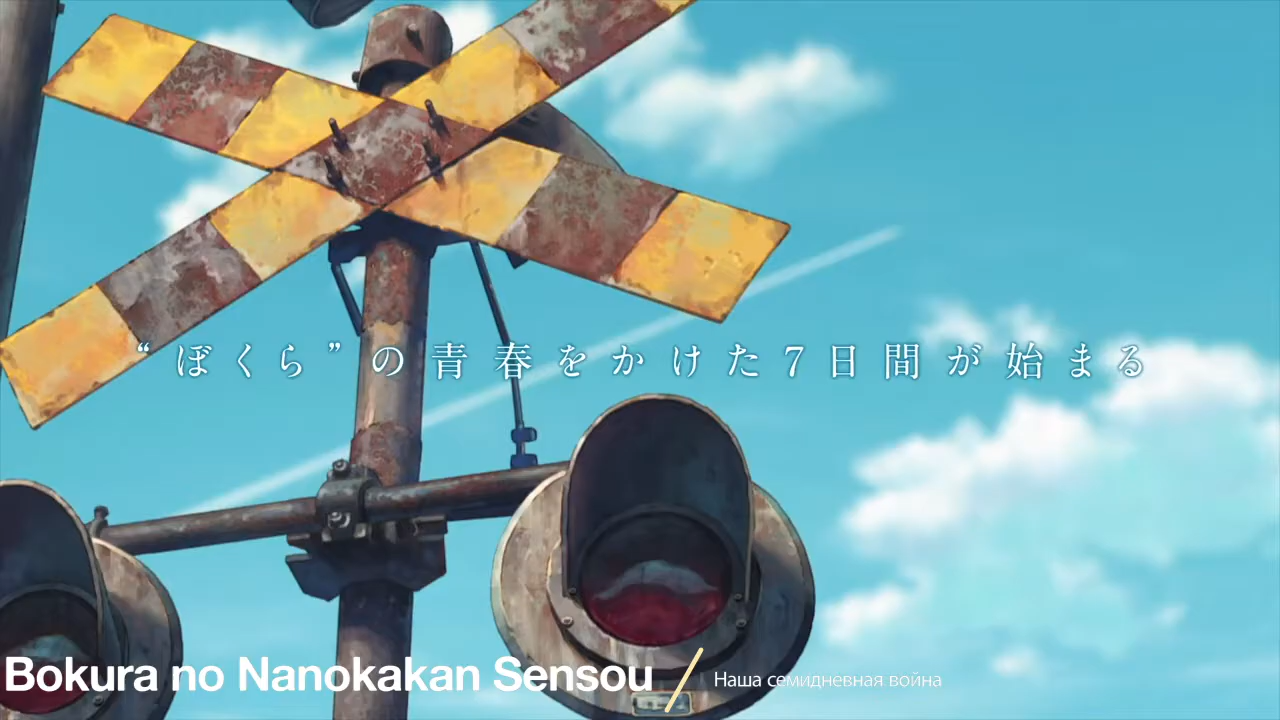 “ぼくら”の青春をかけた7日間が始まる
Bokura no Nanokakan Sensou
Наша семидневная война